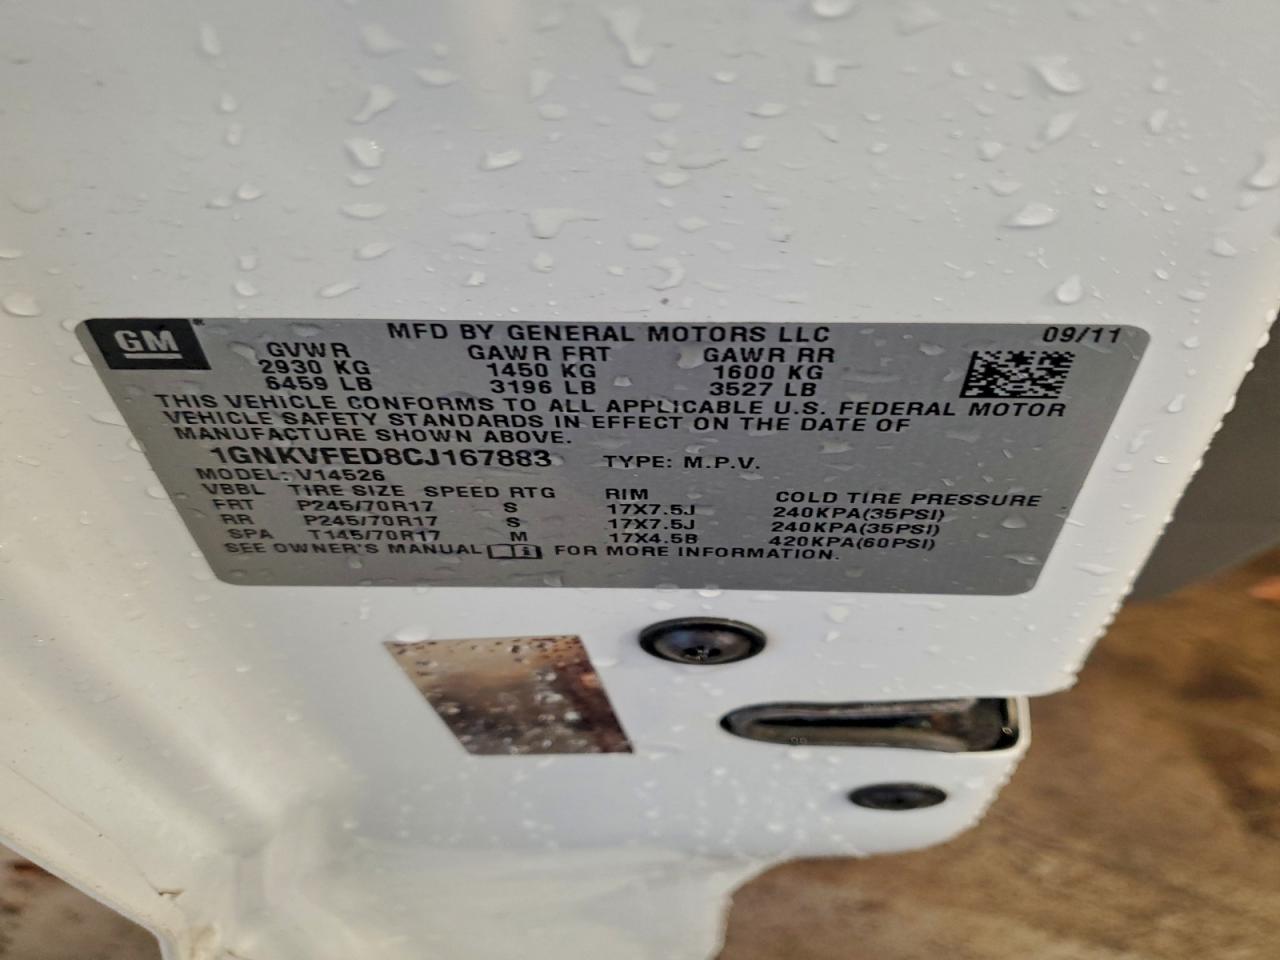 GM
MFD BY GENERAL MOTORS LLC 09/11
GVWR GAWR FRT GAWR RR
2930 KG 1450 KG 1600 KG
6459 LB 3196 LB 3527 LB
THIS VEHICLE CONFORMS TO ALL APPLICABLE U.S. FEDERAL MOTOR
VEHICLE SAFETY STANDARDS IN EFFECT ON THE DATE OF
MANUFACTURE SHOWN ABOVE.
1GNKVFED8CJ167883 TYPE: M.P.V.
MODEL: V14526
VBBL TIRE SIZE SPEED RTG RIM COLD TIRE PRESSURE
FRT P245/70R17 S 17X7.5J 240KPA(35PSI)
RR P245/70R17 S 17X7.5J 240KPA(35PSI)
SPA T145/70R17 M 17X4.5B 420KPA(60PSI)
SEE OWNER'S MANUAL FOR MORE INFORMATION.